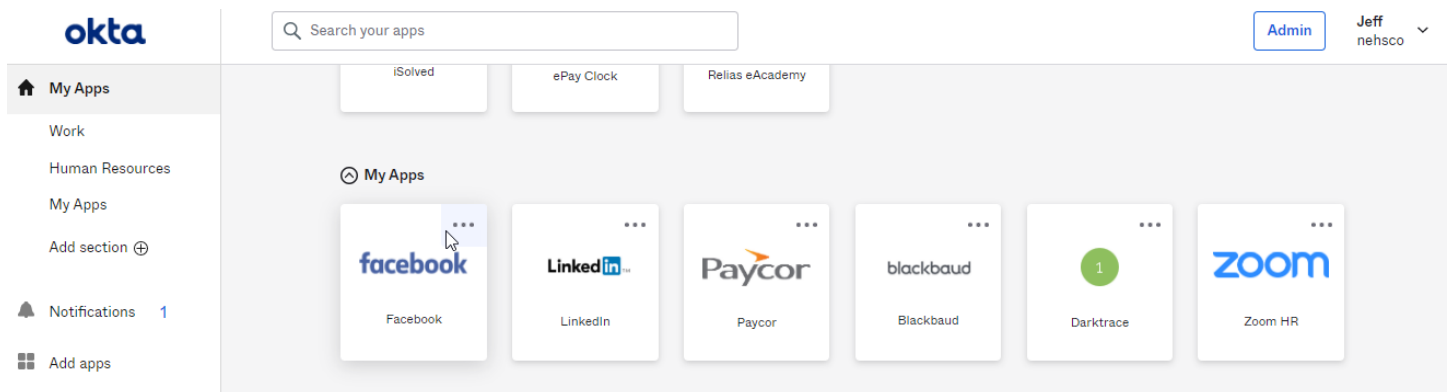 okta
Search your apps
Admin
Jeff
nehsco
My Apps
Work
Human Resources
My Apps
Add section
Notifications 1
Add apps
iSolved
ePay Clock
Relias eAcademy
My Apps
facebook
Facebook
Linked in
LinkedIn
Paycor
Paycor
blackbaud
Blackbaud
1
Darktrace
zoom
Zoom HR